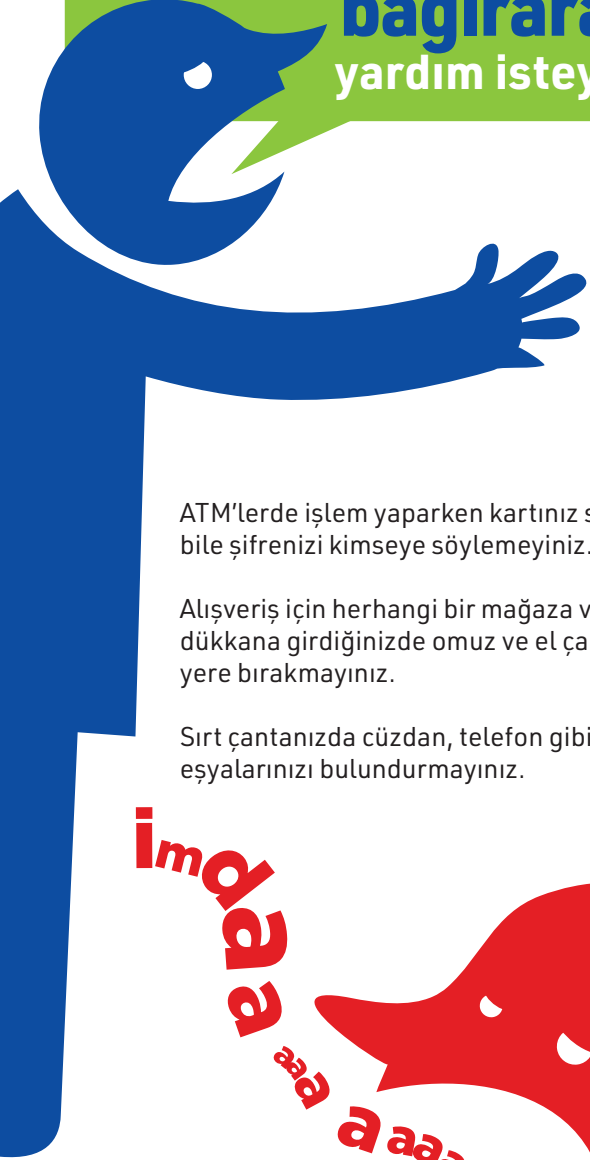 bağırara
yardım istey
ATM'lerde işlem yaparken kartınız s
bile şifrenizi kimseye söylemeyiniz.
Alışveriş için herhangi bir mağaza v
dükkana girdiğinizde omuz ve el ça
yere bırakmayınız.
Sırt çantanızda cüzdan, telefon gibi
eşyalarınızı bulundurmayınız.
imdaa a aaa a aaa